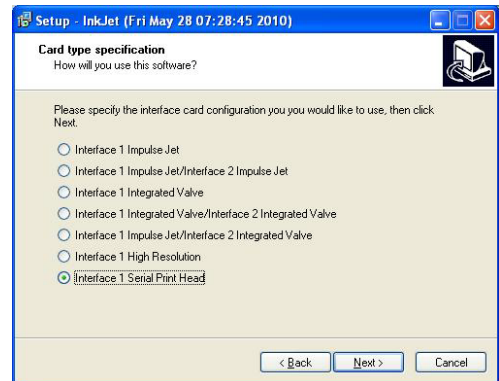 Setup - InkJet (Fri May 28 07:28:45 2010)
Card type specification
How will you use this software?
Please specify the interface card configuration you you would like to use, then click
Next.
Interface 1 Impulse Jet
Interface 1 Impulse Jet/Interface 2 Impulse Jet
Interface 1 Integrated Valve
Interface 1 Integrated Valve/Interface 2 Integrated Valve
Interface 1 Impulse Jet/Interface 2 Integrated Valve
Interface 1 High Resolution
Interface 1 Serial Print Head
< Back Next > Cancel